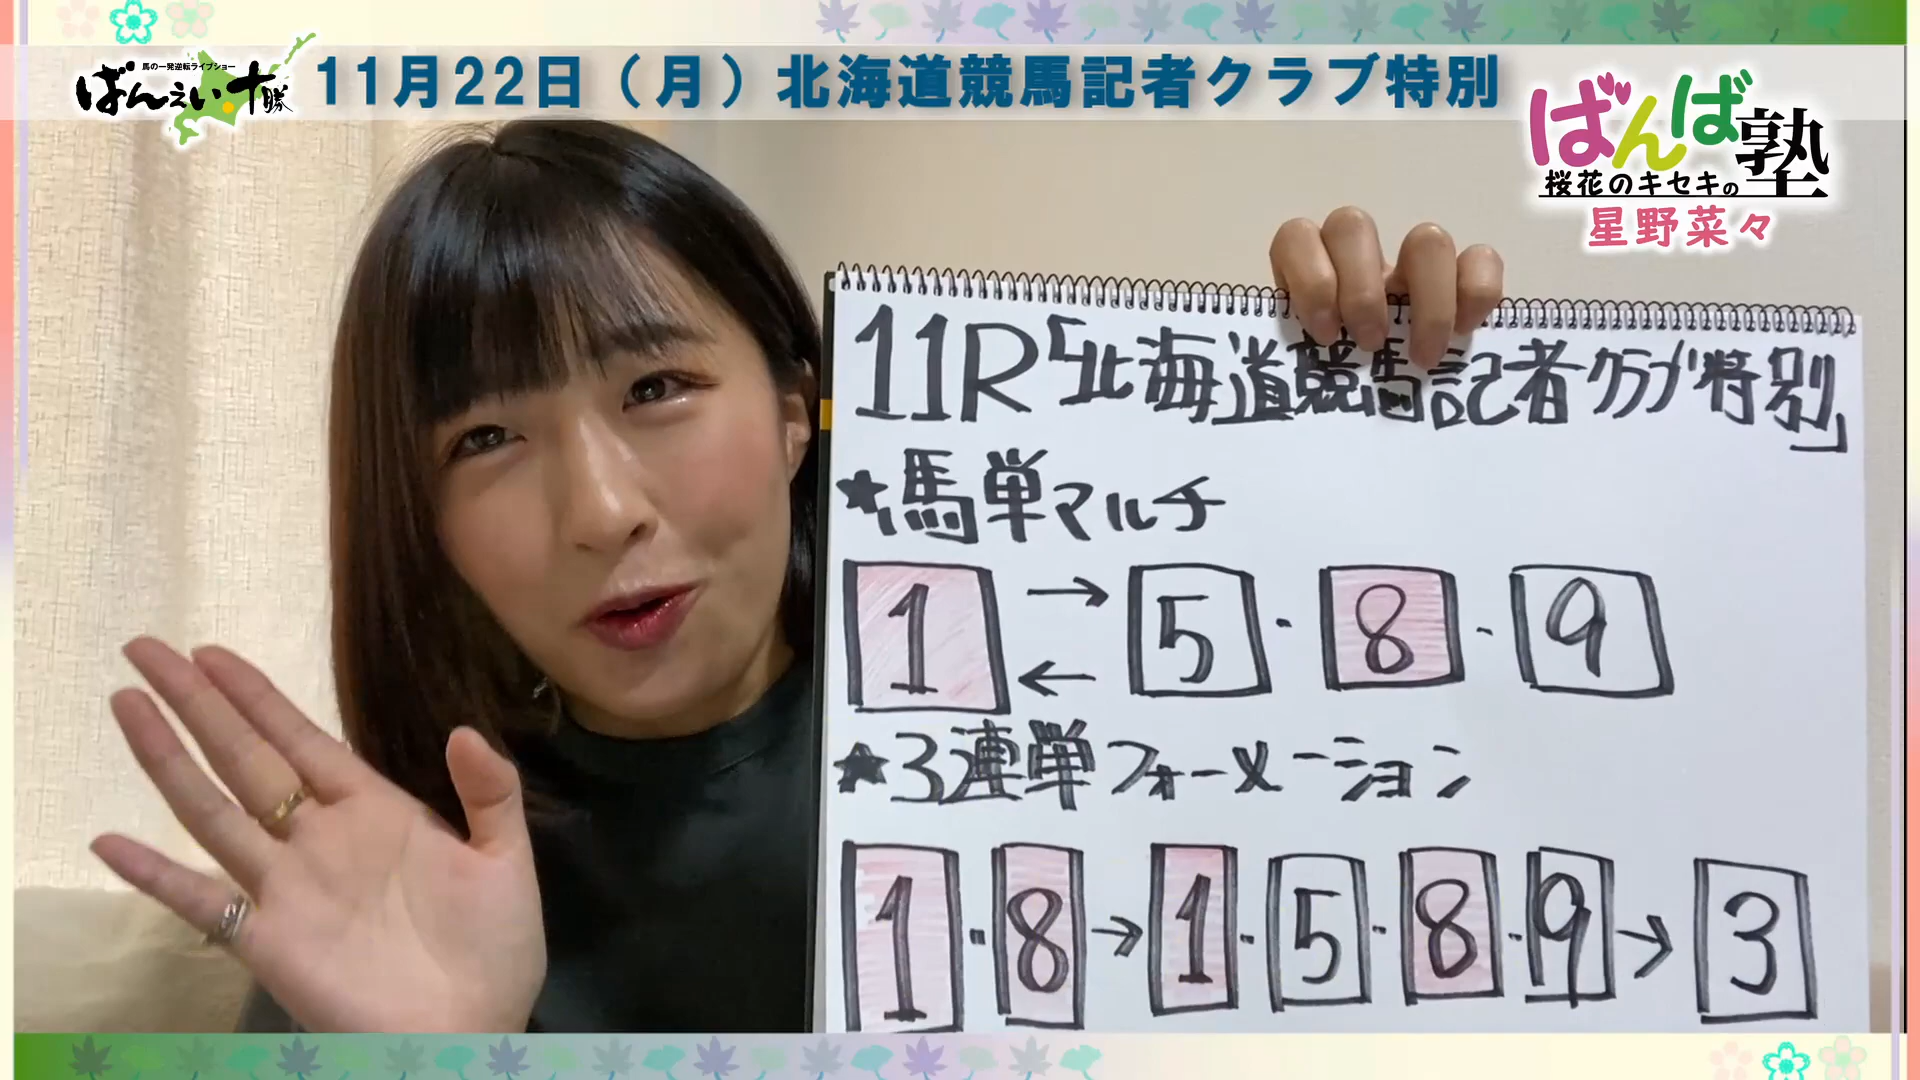 馬の一発逆転ライブショー
ばんえい十勝
11月22日（月）北海道競馬記者クラブ特別
ばんば塾
桜花のキセキの
星野菜々
11R「北海道競馬記者クラブ特別」
★馬単マルチ
1 → ← 5・8・9
★3連単フォーメーション
1・8→1・5・8・9→3